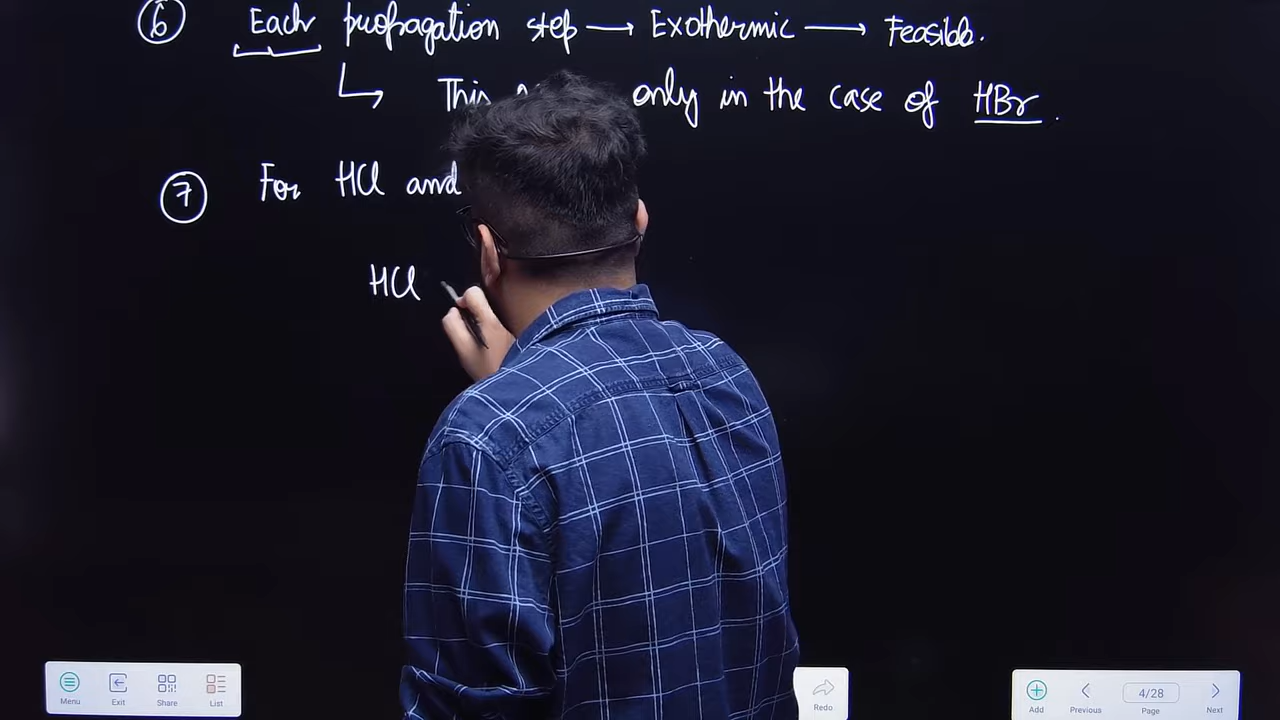 6 Each propagation step → Exothermic → Feasible.
↳ This only in the case of HBr.
7 For HCl and
HCl
Menu Exit Share List Redo Add Previous 4/28 Page Next